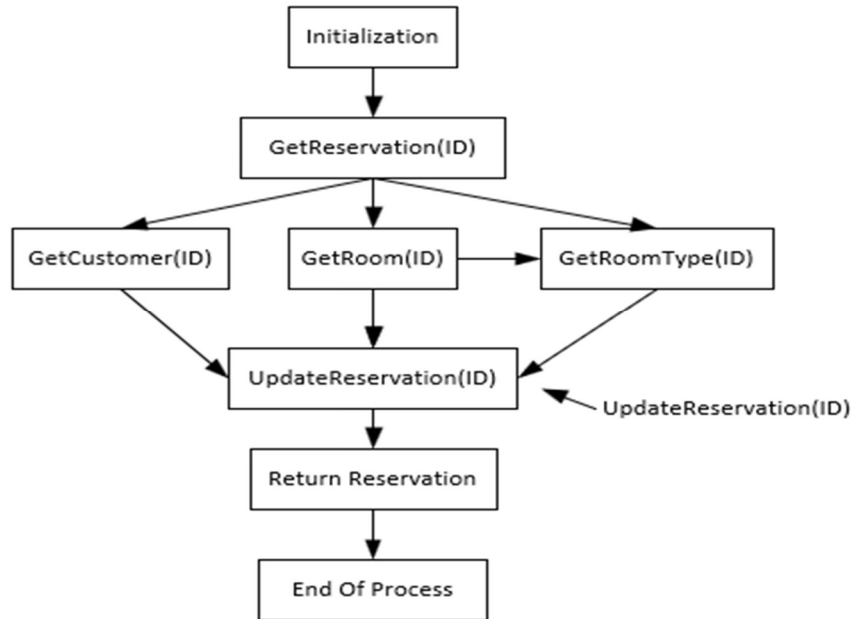 Initialization
GetReservation(ID)
GetCustomer(ID)
GetRoom(ID)
GetRoomType(ID)
UpdateReservation(ID)
UpdateReservation(ID)
Return Reservation
End Of Process